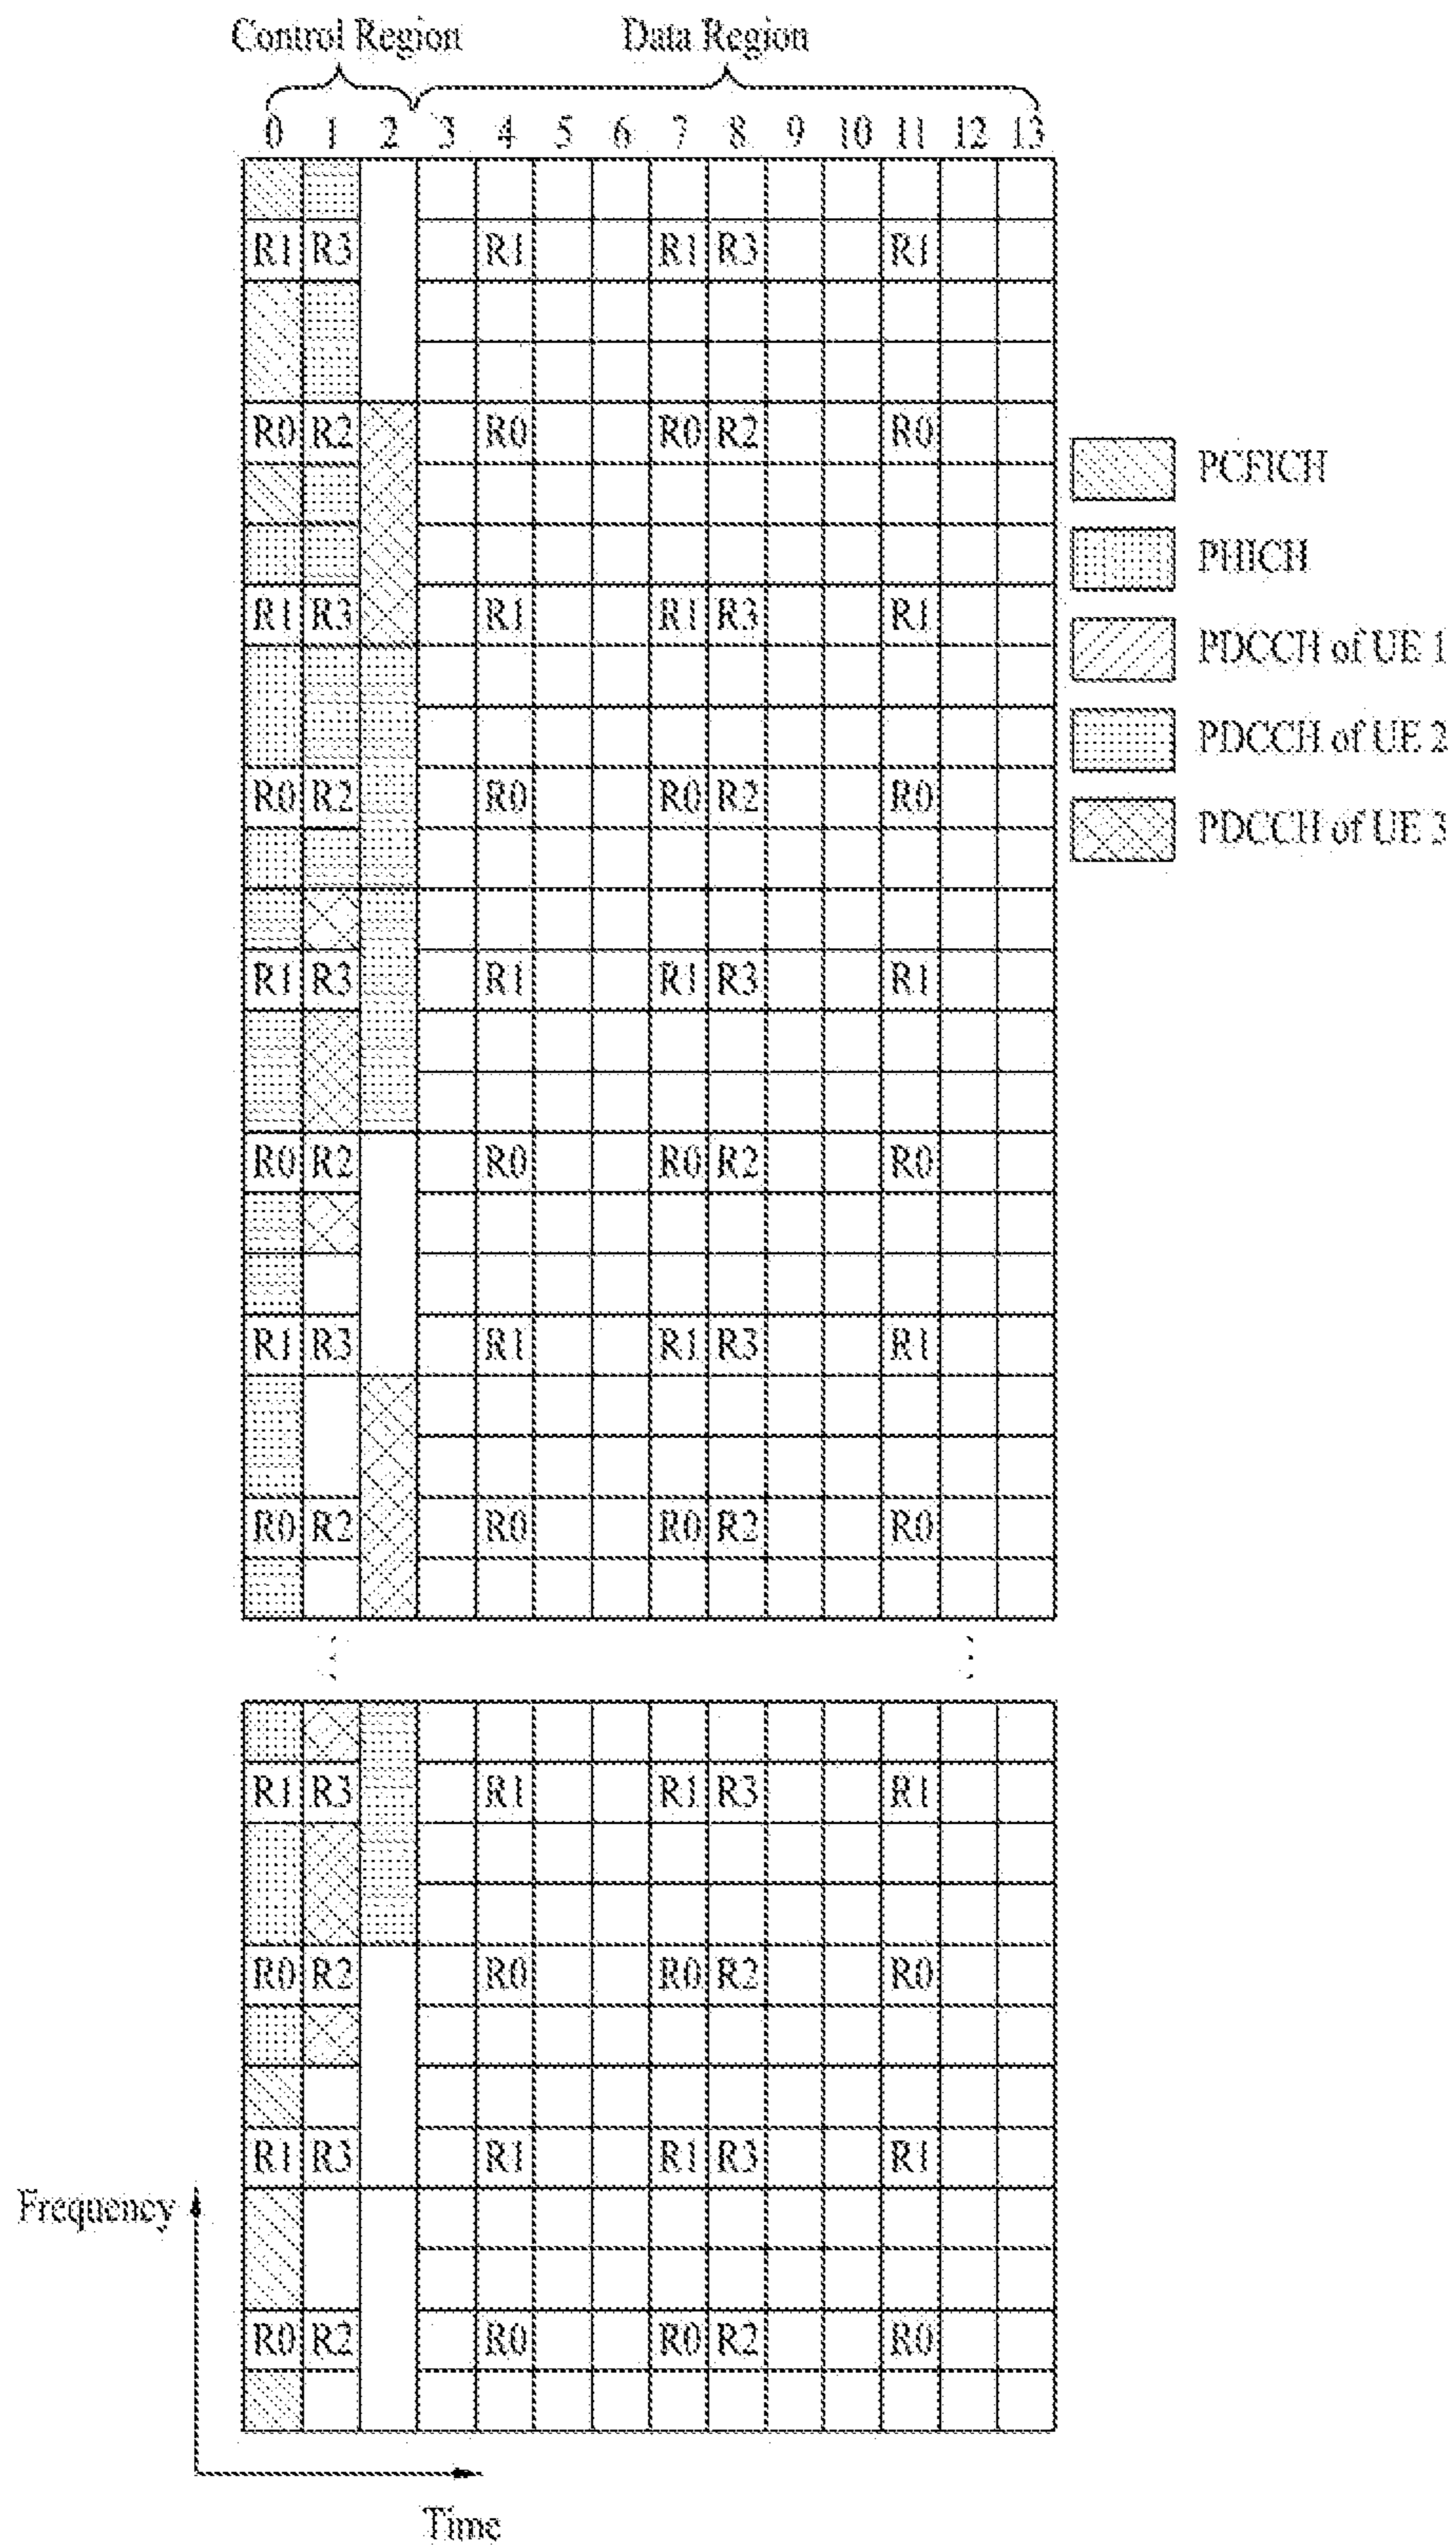 Control Region Data Region
0 1 2 3 4 5 6 7 8 9 10 11 12 13
R1 R3 R1 R1 R3 R1
R0 R2 R0 R0 R2 R0
PCFICH
PHICH
R1 R3 R1 R1 R3 R1
PDCCH of UE 1
PDCCH of UE 2
R0 R2 R0 R0 R2 R0
PDCCH of UE 3
R1 R3 R1 R1 R3 R1
R0 R2 R0 R0 R2 R0
R1 R3 R1 R1 R3 R1
R0 R2 R0 R0 R2 R0
R1 R3 R1 R1 R3 R1
R0 R2 R0 R0 R2 R0
R1 R3 R1 R1 R3 R1
Frequency
R0 R2 R0 R0 R2 R0
Time